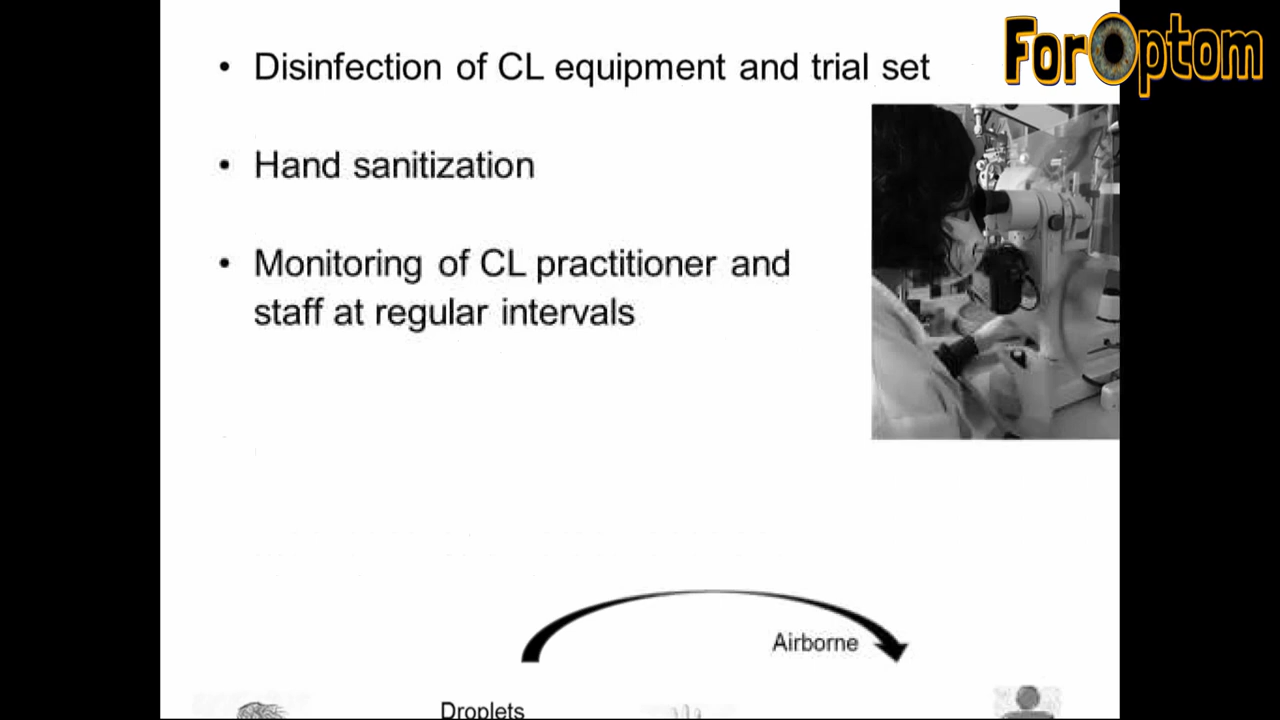 ForOptom
• Disinfection of CL equipment and trial set
• Hand sanitization
• Monitoring of CL practitioner and
staff at regular intervals
Airborne
Droplets